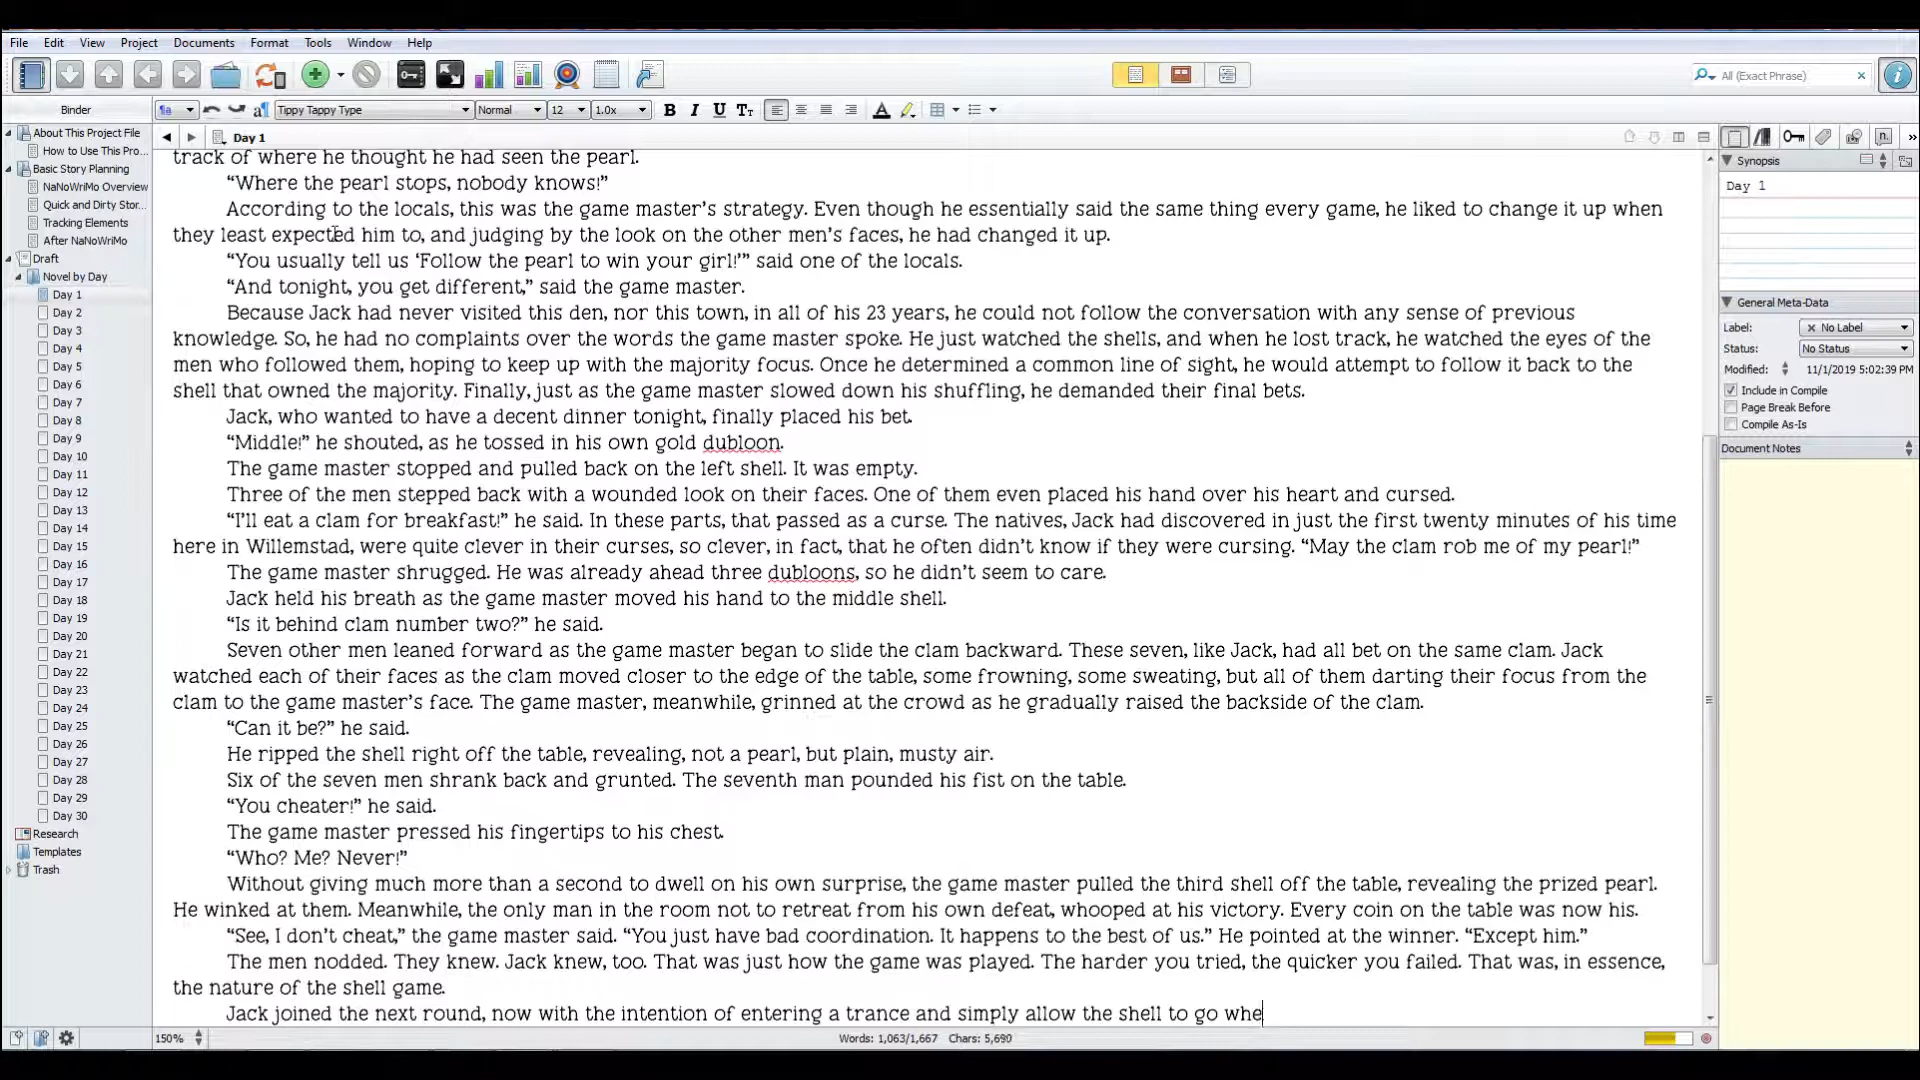 File Edit View Project Documents Format Tools Window Help
All (Exact Phrase)
Binder
Tippy Tappy Type Normal 12 1.0x B I U
About This Project File
How to Use This Pro...
Basic Story Planning
NaNoWriMo Overview
Quick and Dirty Stor...
Tracking Elements
After NaNoWriMo
Draft
Novel by Day
Day 1
Day 2
Day 3
Day 4
Day 5
Day 6
Day 7
Day 8
Day 9
Day 10
Day 11
Day 12
Day 13
Day 14
Day 15
Day 16
Day 17
Day 18
Day 19
Day 20
Day 21
Day 22
Day 23
Day 24
Day 25
Day 26
Day 27
Day 28
Day 29
Day 30
Research
Templates
Trash
Day 1
track of where he thought he had seen the pearl.
“Where the pearl stops, nobody knows!”
According to the locals, this was the game master’s strategy. Even though he essentially said the same thing every game, he liked to change it up when
they least expected him to, and judging by the look on the other men’s faces, he had changed it up.
“You usually tell us ‘Follow the pearl to win your girl!’” said one of the locals.
“And tonight, you get different,” said the game master.
Because Jack had never visited this den, nor this town, in all of his 23 years, he could not follow the conversation with any sense of previous
knowledge. So, he had no complaints over the words the game master spoke. He just watched the shells, and when he lost track, he watched the eyes of the
men who followed them, hoping to keep up with the majority focus. Once he determined a common line of sight, he would attempt to follow it back to the
shell that owned the majority. Finally, just as the game master slowed down his shuffling, he demanded their final bets.
Jack, who wanted to have a decent dinner tonight, finally placed his bet.
“Middle!” he shouted, as he tossed in his own gold dubloon.
The game master stopped and pulled back on the left shell. It was empty.
Three of the men stepped back with a wounded look on their faces. One of them even placed his hand over his heart and cursed.
“I’ll eat a clam for breakfast!” he said. In these parts, that passed as a curse. The natives, Jack had discovered in just the first twenty minutes of his time
here in Willemstad, were quite clever in their curses, so clever, in fact, that he often didn’t know if they were cursing. “May the clam rob me of my pearl!”
The game master shrugged. He was already ahead three dubloons, so he didn’t seem to care.
Jack held his breath as the game master moved his hand to the middle shell.
“Is it behind clam number two?” he said.
Seven other men leaned forward as the game master began to slide the clam backward. These seven, like Jack, had all bet on the same clam. Jack
watched each of their faces as the clam moved closer to the edge of the table, some frowning, some sweating, but all of them darting their focus from the
clam to the game master’s face. The game master, meanwhile, grinned at the crowd as he gradually raised the backside of the clam.
“Can it be?” he said.
He ripped the shell right off the table, revealing, not a pearl, but plain, musty air.
Six of the seven men shrank back and grunted. The seventh man pounded his fist on the table.
“You cheater!” he said.
The game master pressed his fingertips to his chest.
“Who? Me? Never!”
Without giving much more than a second to dwell on his own surprise, the game master pulled the third shell off the table, revealing the prized pearl.
He winked at them. Meanwhile, the only man in the room not to retreat from his own defeat, whooped at his victory. Every coin on the table was now his.
“See, I don’t cheat,” the game master said. “You just have bad coordination. It happens to the best of us.” He pointed at the winner. “Except him.”
The men nodded. They knew. Jack knew, too. That was just how the game was played. The harder you tried, the quicker you failed. That was, in essence,
the nature of the shell game.
Jack joined the next round, now with the intention of entering a trance and simply allow the shell to go whe
150%
Words: 1,063/1,667 Chars: 5,690
Synopsis
Day 1
General Meta-Data
Label: No Label
Status: No Status
Modified: 11/1/2019 5:02:39 PM
Include in Compile
Page Break Before
Compile As-Is
Document Notes